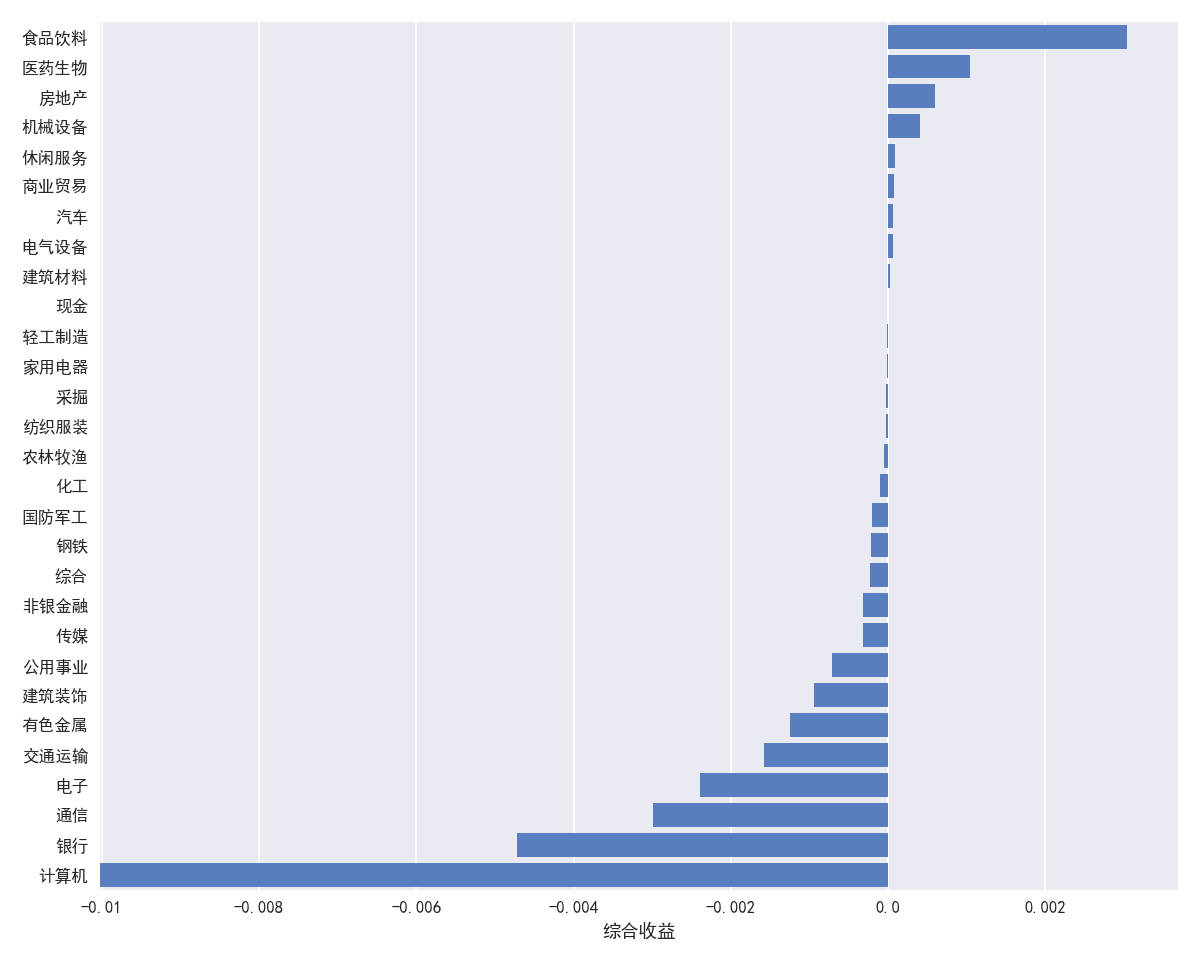 食品饮料
医药生物
房地产
机械设备
休闲服务
商业贸易
汽车
电气设备
建筑材料
现金
轻工制造
家用电器
采掘
纺织服装
农林牧渔
化工
国防军工
钢铁
综合
非银金融
传媒
公用事业
建筑装饰
有色金属
交通运输
电子
通信
银行
计算机
-0.01 -0.008 -0.006 -0.004 -0.002 0.0 0.002
综合收益